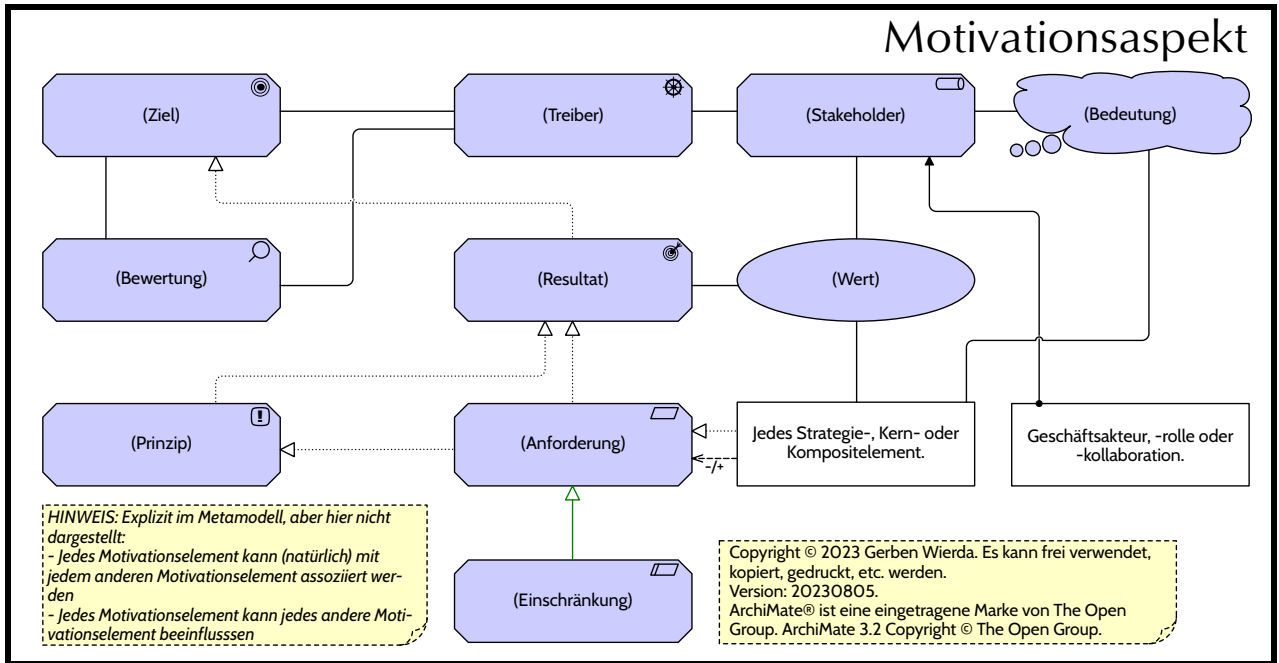 Motivationsaspekt
(Ziel)
(Treiber)
(Stakeholder)
(Bedeutung)
(Bewertung)
(Resultat)
(Wert)
(Prinzip)
(Anforderung)
-/+
Jedes Strategie-, Kern- oder
Kompositelement.
Geschäftsakteur, -rolle oder
-kollaboration.
HINWEIS: Explizit im Metamodell, aber hier nicht
dargestellt:
- Jedes Motivationselement kann (natürlich) mit
jedem anderen Motivationselement assoziiert wer-
den
- Jedes Motivationselement kann jedes andere Moti-
vationselement beeinflusssen
(Einschränkung)
Copyright © 2023 Gerben Wierda. Es kann frei verwendet,
kopiert, gedruckt, etc. werden.
Version: 20230805.
ArchiMate® ist eine eingetragene Marke von The Open
Group. ArchiMate 3.2 Copyright © The Open Group.